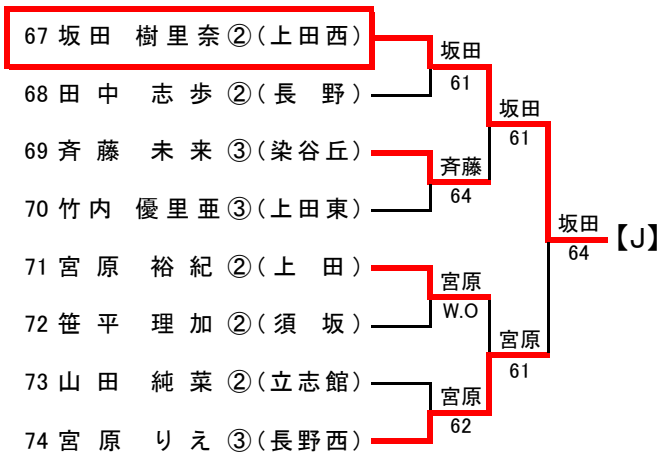 67 坂田 樹里奈 ②(上田西)
坂田
61
68 田中 志歩 ②(長野)
坂田
61
69 斉藤 未来 ③(染谷丘)
斉藤
64
70 竹内 優里亜 ③(上田東)
坂田
64
【J】
71 宮原 裕紀 ②(上田)
宮原
W.O
72 笹平 理加 ②(須坂)
宮原
61
73 山田 純菜 ②(立志館)
宮原
62
74 宮原 りえ ③(長野西)